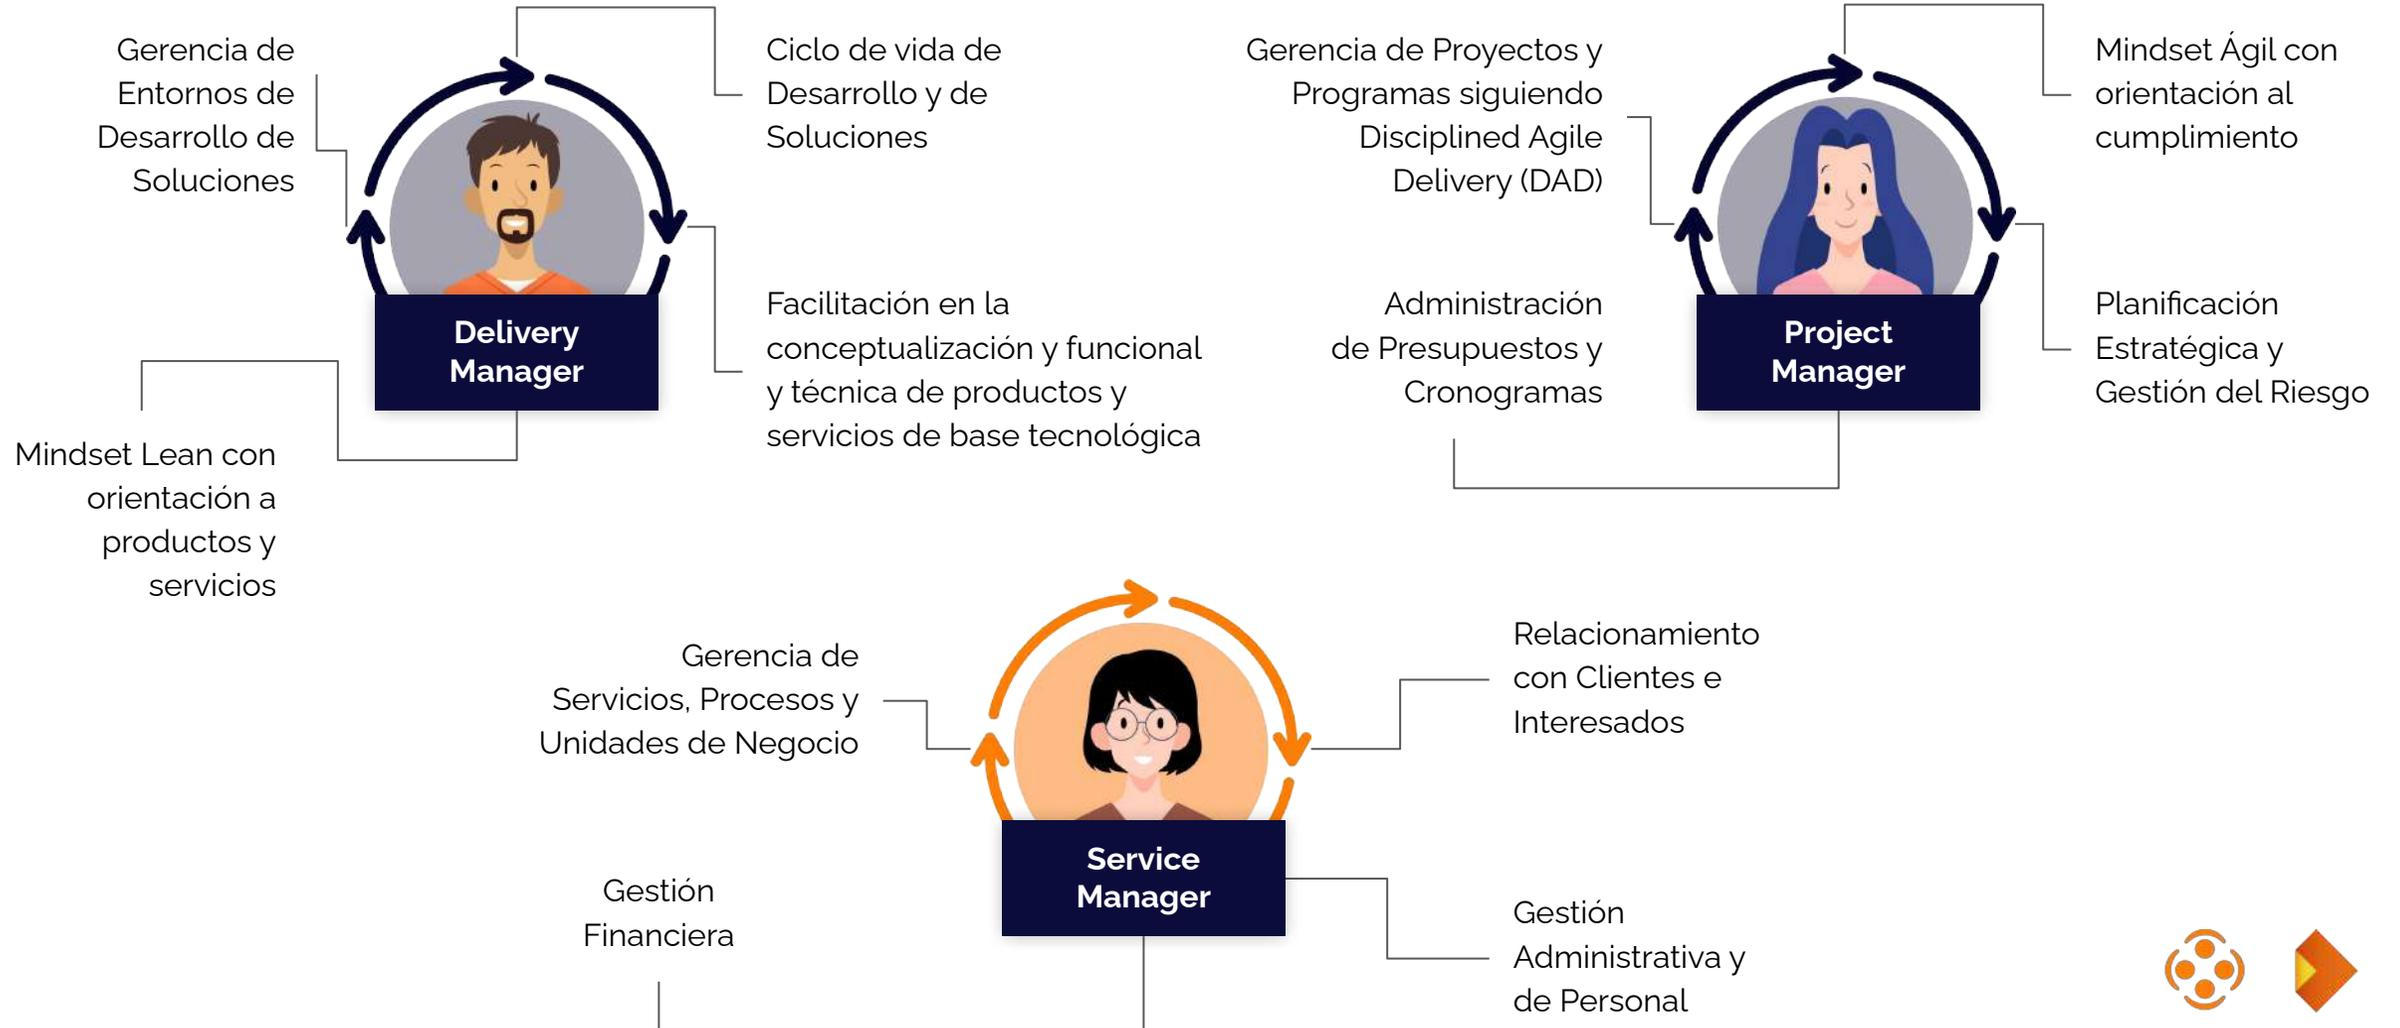 Gerencia de
Entornos de
Desarrollo de
Soluciones
Ciclo de vida de
Desarrollo y de
Soluciones
Delivery
Manager
Facilitación en la
conceptualización y funcional
y técnica de productos y
servicios de base tecnológica
Mindset Lean con
orientación a
productos y
servicios
Gerencia de Proyectos y
Programas siguiendo
Disciplined Agile
Delivery (DAD)
Mindset Ágil con
orientación al
cumplimiento
Administración
de Presupuestos y
Cronogramas
Project
Manager
Planificación
Estratégica y
Gestión del Riesgo
Gerencia de
Servicios, Procesos y
Unidades de Negocio
Relacionamiento
con Clientes e
Interesados
Service
Manager
Gestión
Financiera
Gestión
Administrativa y
de Personal